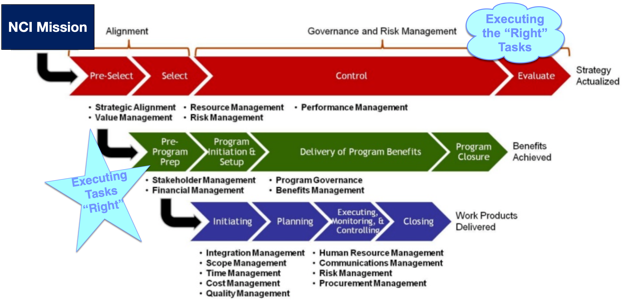 NCI Mission
Alignment
Governance and Risk Management
Executing
the “Right”
Tasks
Pre-Select
Select
Control
Evaluate
Strategy
Actualized
• Strategic Alignment
• Value Management
• Resource Management
• Risk Management
• Performance Management
Pre-
Program
Prep
Program
Initiation &
Setup
Delivery of Program Benefits
Program
Closure
Benefits
Achieved
Executing
Tasks
“Right”
• Stakeholder Management
• Financial Management
• Program Governance
• Benefits Management
Initiating
Planning
Executing,
Monitoring, &
Controlling
Closing
Work Products
Delivered
• Integration Management
• Scope Management
• Time Management
• Cost Management
• Quality Management
• Human Resource Management
• Communications Management
• Risk Management
• Procurement Management